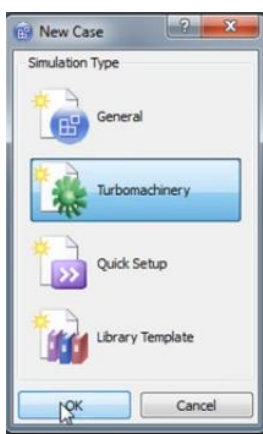 New Case
Simulation Type
General
Turbomachinery
Quick Setup
Library Template
OK
Cancel